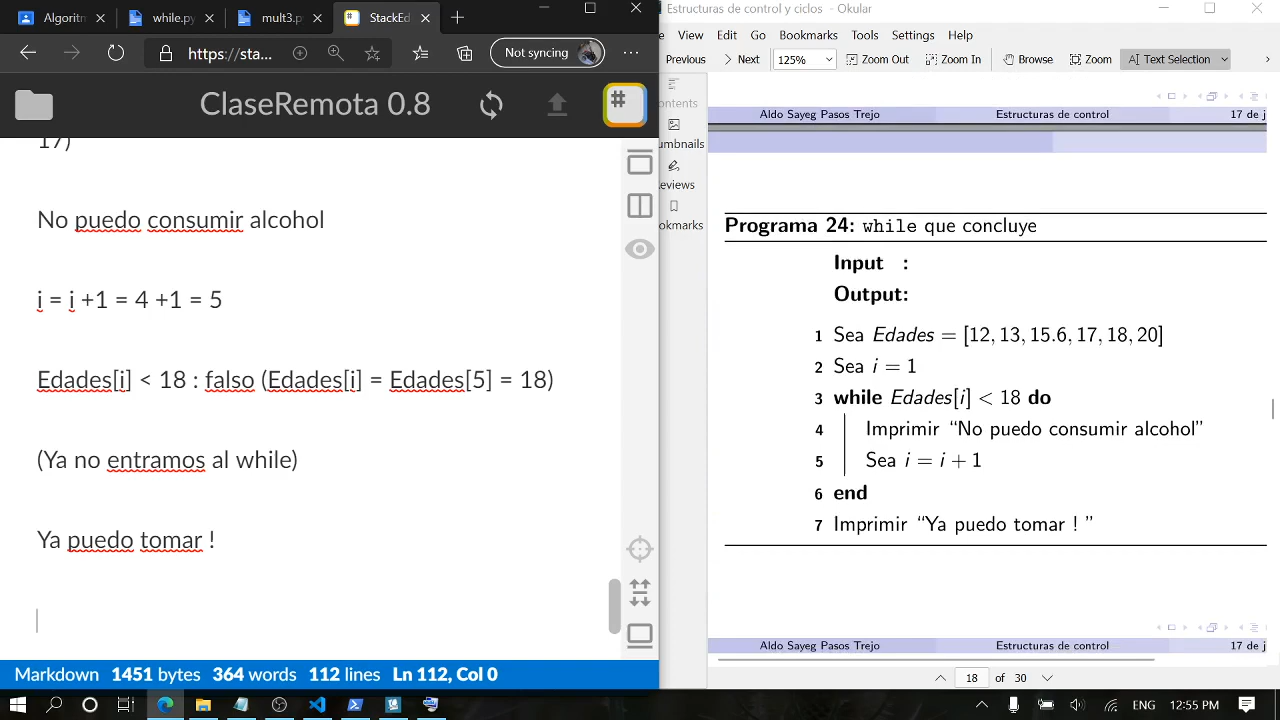 Algoritn
while.py
mult3.p
StackEd
https://sta...
Not syncing
ClaseRemota 0.8
17)
No puedo consumir alcohol
i = i +1 = 4 +1 = 5
Edades[i] < 18 : falso (Edades[i] = Edades[5] = 18)
(Ya no entramos al while)
Ya puedo tomar !
Markdown 1451 bytes 364 words 112 lines Ln 112, Col 0
Estructuras de control y ciclos - Okular
e View Edit Go Bookmarks Tools Settings Help
Previous Next 125% Zoom Out Zoom In Browse Zoom Text Selection
ontents
umbnails
eviews
okmarks
Aldo Sayeg Pasos Trejo Estructuras de control 17 de j
Programa 24: while que concluye
Input :
Output:
1 Sea Edades = [12, 13, 15.6, 17, 18, 20]
2 Sea i = 1
3 while Edades[i] < 18 do
4 Imprimir “No puedo consumir alcohol”
5 Sea i = i + 1
6 end
7 Imprimir “Ya puedo tomar ! ”
Aldo Sayeg Pasos Trejo Estructuras de control 17 de j
18 of 30
ENG 12:55 PM